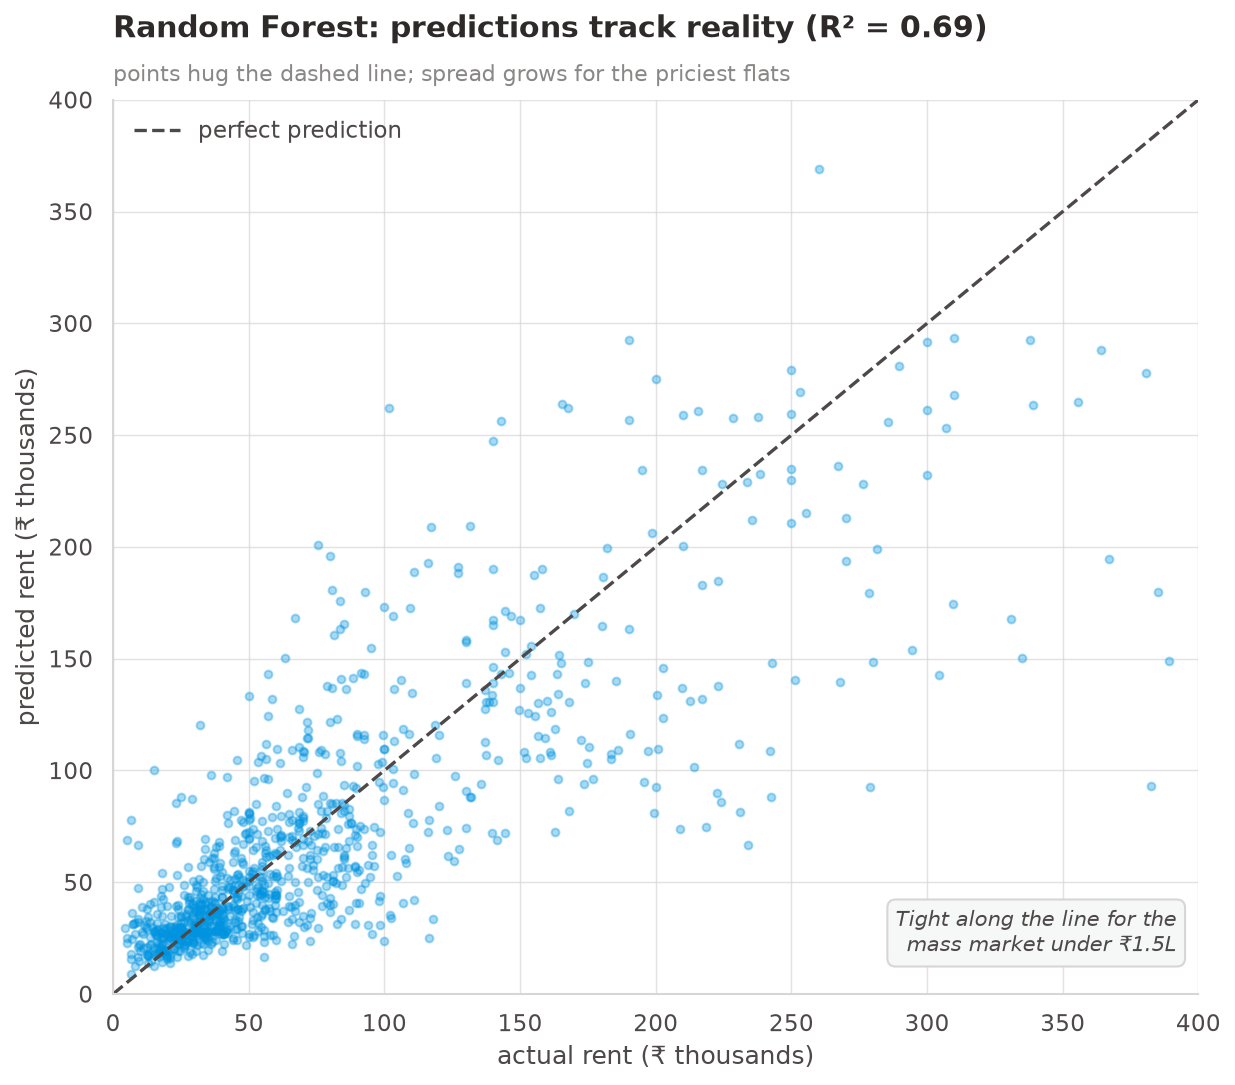 Random Forest: predictions track reality (R² = 0.69)
points hug the dashed line; spread grows for the priciest flats
perfect prediction
predicted rent (₹ thousands)
400
350
300
250
200
150
100
50
0
Tight along the line for the
mass market under ₹1.5L
0 50 100 150 200 250 300 350 400
actual rent (₹ thousands)